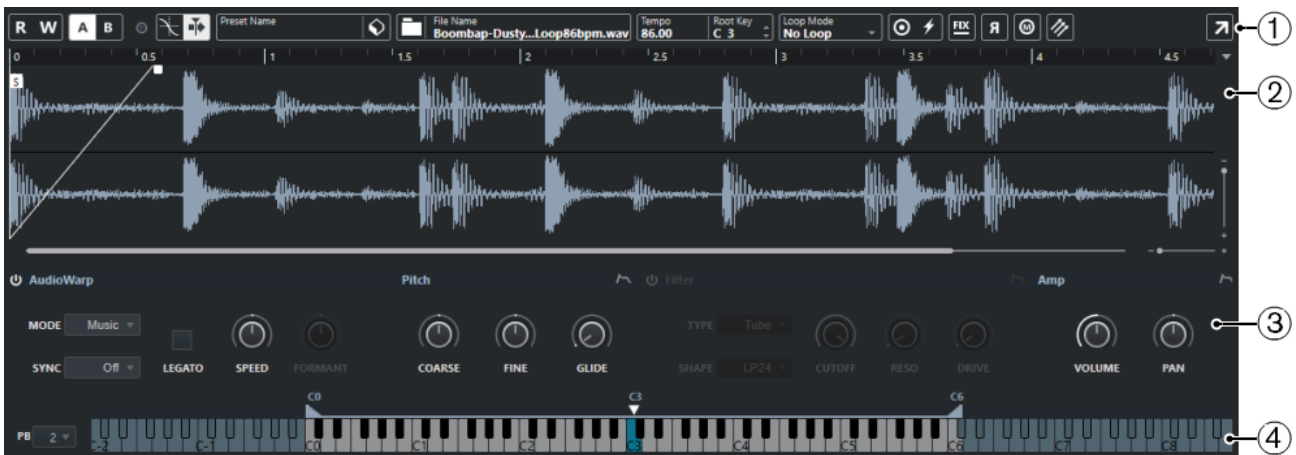 R W A B Preset Name File Name Tempo Root Key Loop Mode
Boombap-Dusty...Loop86bpm.wav 86.00 C 3 No Loop FIX R M 1
0 0.5 1 1.5 2 2.5 3 3.5 4 4.5
S
2
AudioWarp Pitch Filter Amp
MODE Music TYPE Tube 3
SYNC Off LEGATO SPEED FORMANT COARSE FINE GLIDE SHAPE LP24 CUTOFF RESO DRIVE VOLUME PAN
C0 C3 C6
PB 2 C-2 C-1 C0 C1 C2 C3 C4 C5 C6 C7 C8 4